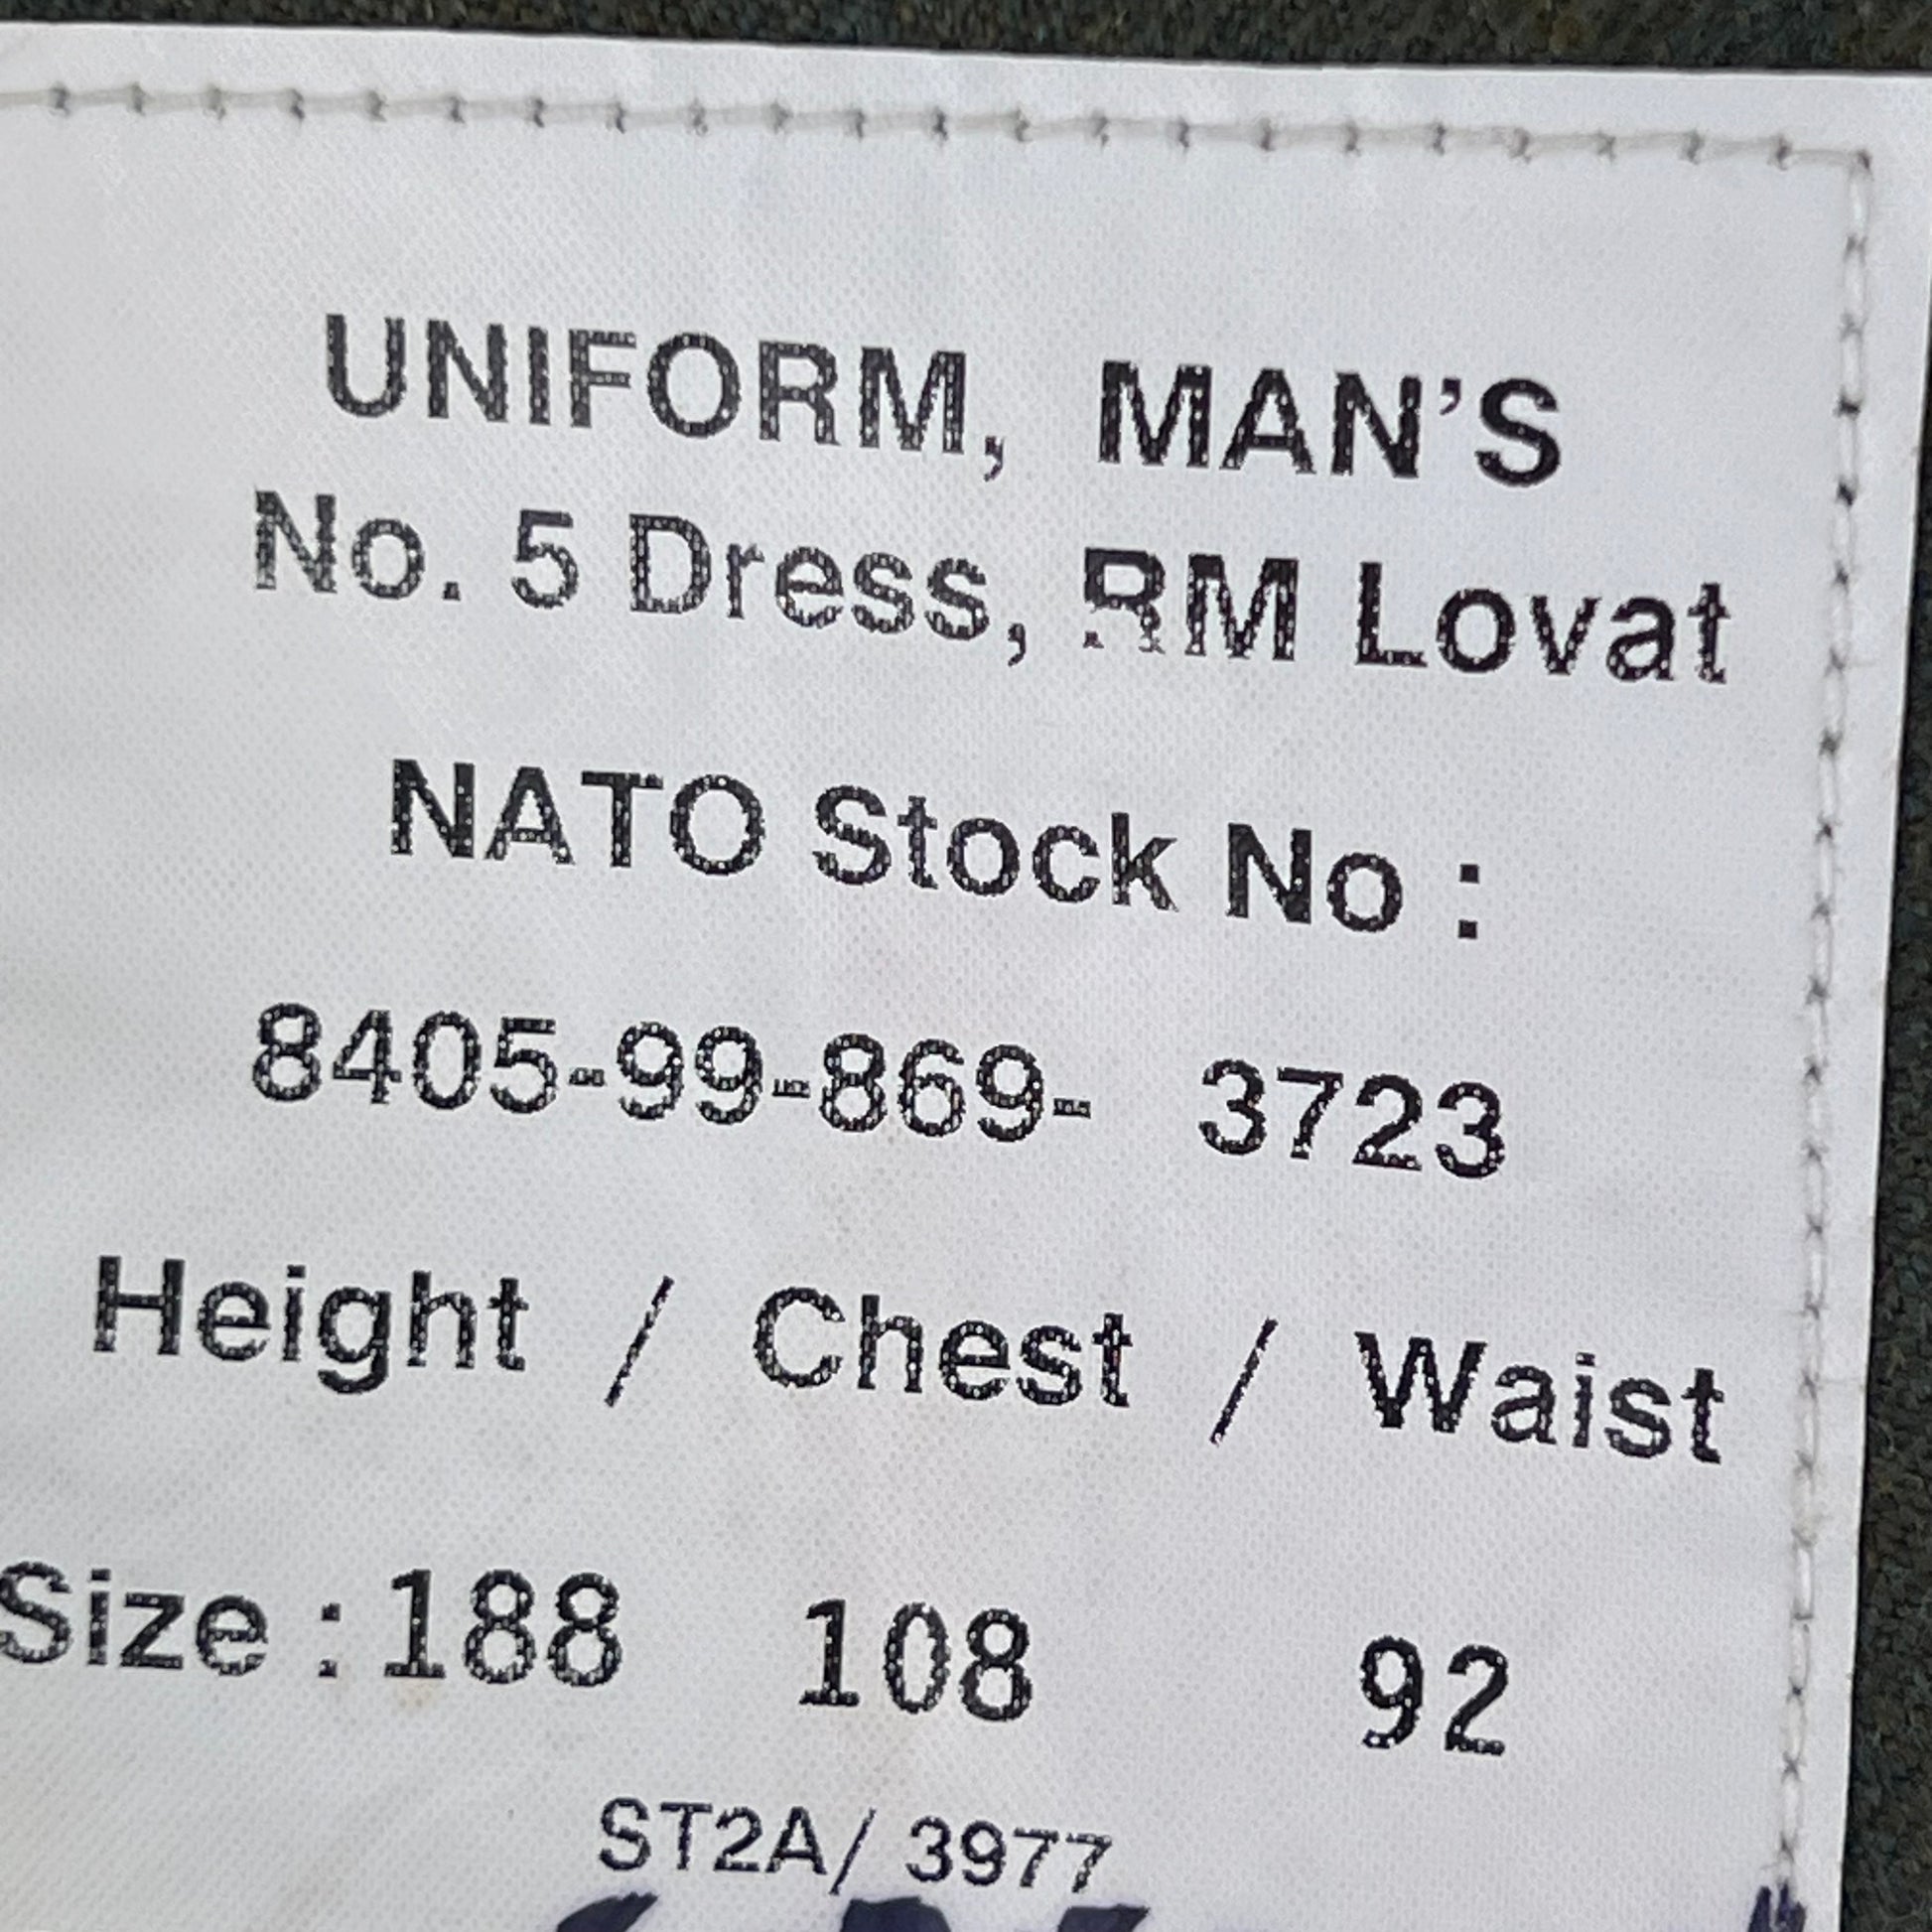 UNIFORM, MAN'S
No. 5 Dress, RM Lovat
NATO Stock No :
8405-99-869- 3723
Height / Chest / Waist
Size : 188 108 92
ST2A/ 3977